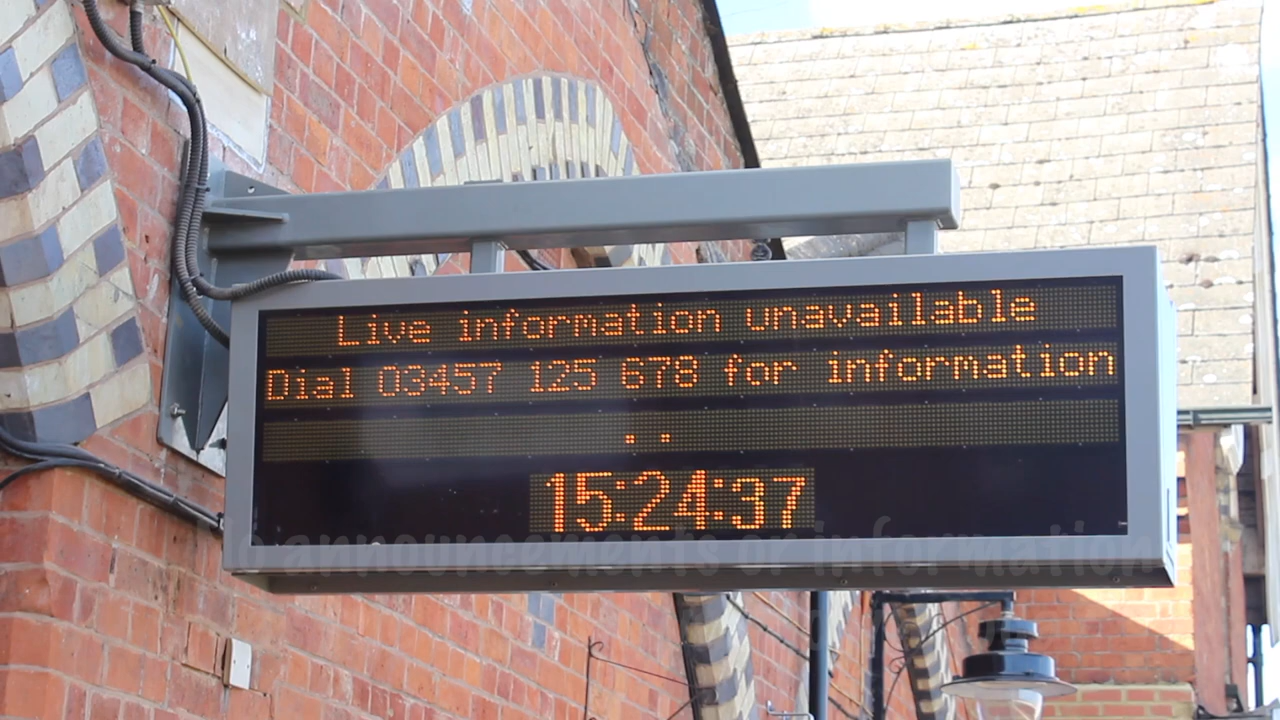 Live information unavailable
Dial 03457 125 678 for information
..
15:24:37
announcements or information